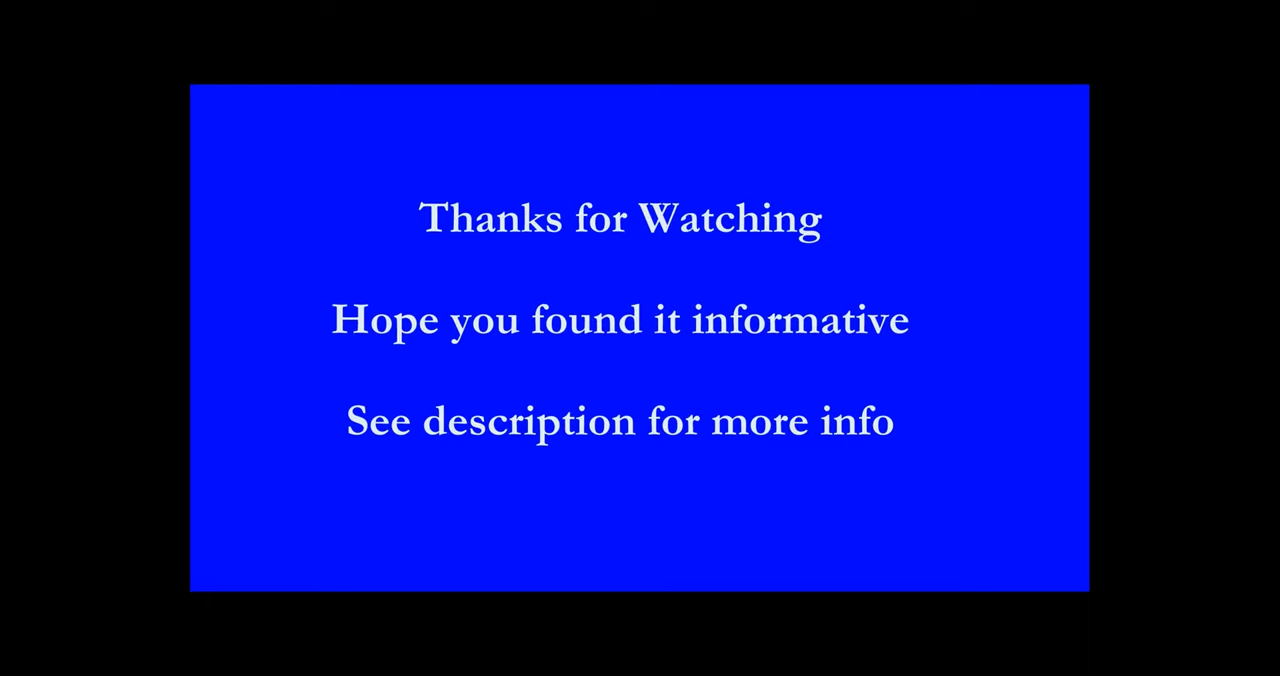 Thanks for Watching
Hope you found it informative
See description for more info